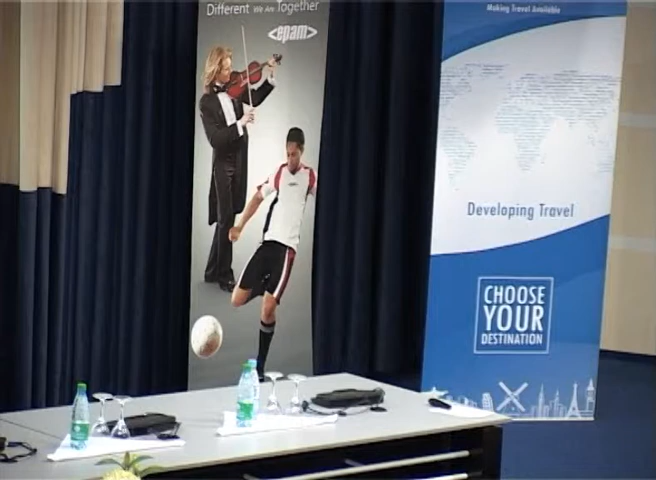 Different We Are Together
<epam>
Making Travel Available
Developing Travel
CHOOSE
YOUR
DESTINATION